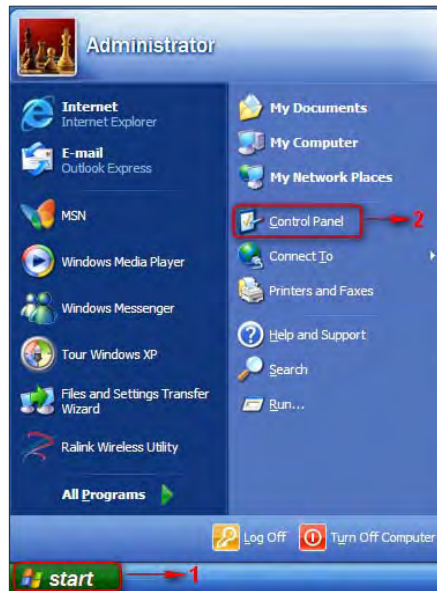 Administrator
Internet
Internet Explorer
E-mail
Outlook Express
MSN
Windows Media Player
Windows Messenger
Tour Windows XP
Files and Settings Transfer
Wizard
Ralink Wireless Utility
All Programs
My Documents
My Computer
My Network Places
Control Panel
2
Connect To
Printers and Faxes
Help and Support
Search
Run...
Log Off
Turn Off Computer
start
1